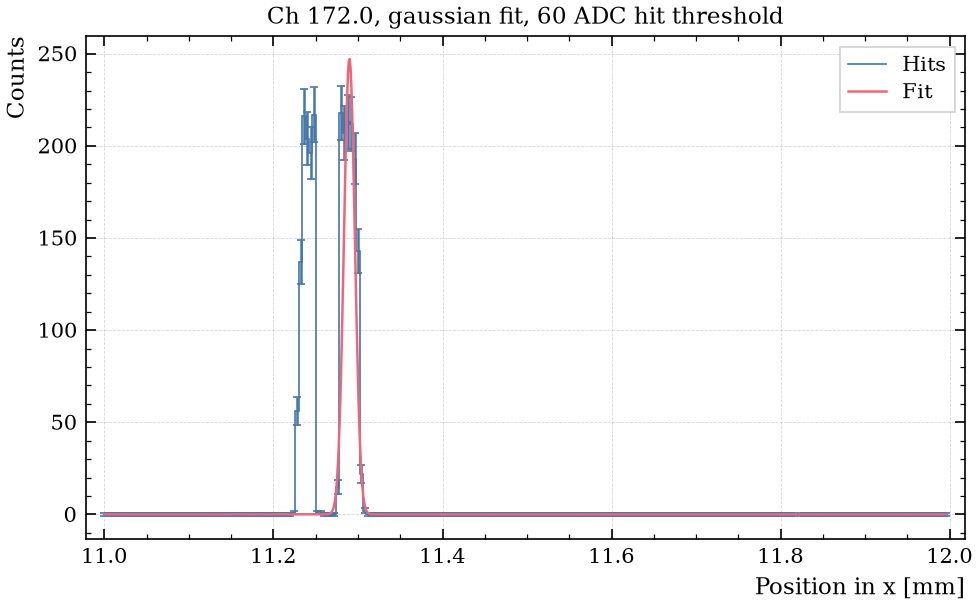 Ch 172.0, gaussian fit, 60 ADC hit threshold
Counts
250
200
150
100
50
0
Hits
Fit
11.0 11.2 11.4 11.6 11.8 12.0
Position in x [mm]